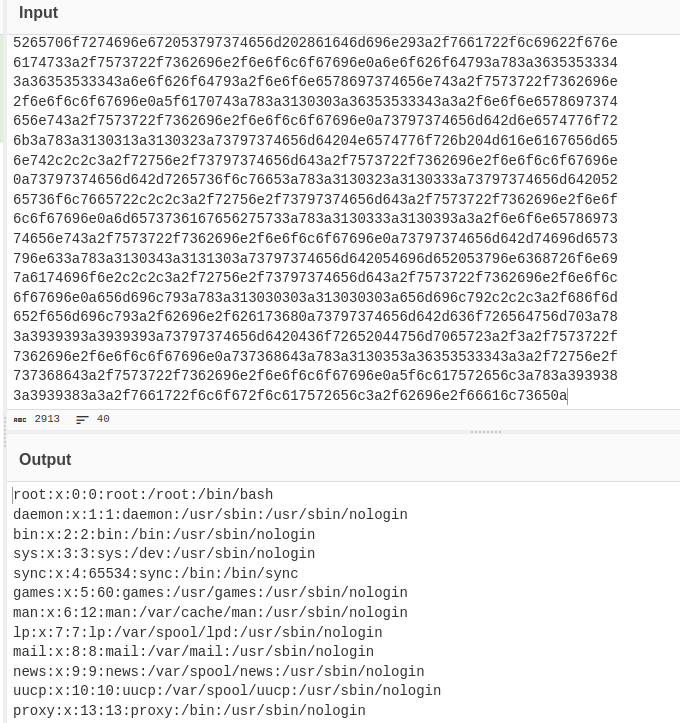 Input
5265706f7274696e672053797374656d202861646d696e293a2f7661722f6c69622f676e
6174733a2f7573722f7362696e2f6e6f6c6f67696e0a6e6f626f64793a783a3635353334
3a36353533343a6e6f626f64793a2f6e6f6e6578697374656e743a2f7573722f7362696e
2f6e6f6c6f67696e0a5f6170743a783a3130303a36353533343a3a2f6e6f6e6578697374
656e743a2f7573722f7362696e2f6e6f6c6f67696e0a73797374656d642d6e6574776f72
6b3a783a3130313a3130323a73797374656d64204e6574776f726b204d616e6167656d65
6e742c2c2c3a2f72756e2f73797374656d643a2f7573722f7362696e2f6e6f6c6f67696e
0a73797374656d642d7265736f6c76653a783a3130323a3130333a73797374656d642052
65736f6c7665722c2c2c3a2f72756e2f73797374656d643a2f7573722f7362696e2f6e6f
6c6f67696e0a6d6573736167656275733a783a3130333a3130393a3a2f6e6f6e65786973
74656e743a2f7573722f7362696e2f6e6f6c6f67696e0a73797374656d642d74696d6573
796e633a783a3130343a3131303a73797374656d642054696d652053796e6368726f6e69
7a6174696f6e2c2c2c3a2f72756e2f73797374656d643a2f7573722f7362696e2f6e6f6c
6f67696e0a656d696c793a783a313030303a313030303a656d696c792c2c2c3a2f686f6d
652f656d696c793a2f62696e2f626173680a73797374656d642d636f726564756d703a78
3a3939393a3939393a73797374656d6420436f72652044756d7065723a2f3a2f7573722f
7362696e2f6e6f6c6f67696e0a737368643a783a3130353a36353533343a3a2f72756e2f
737368643a2f7573722f7362696e2f6e6f6c6f67696e0a5f6c617572656c3a783a393938
3a3939383a3a2f7661722f6c6f672f6c617572656c3a2f62696e2f66616c73650a
ABC 2913 40
Output
root:x:0:0:root:/root:/bin/bash
daemon:x:1:1:daemon:/usr/sbin:/usr/sbin/nologin
bin:x:2:2:bin:/bin:/usr/sbin/nologin
sys:x:3:3:sys:/dev:/usr/sbin/nologin
sync:x:4:65534:sync:/bin:/bin/sync
games:x:5:60:games:/usr/games:/usr/sbin/nologin
man:x:6:12:man:/var/cache/man:/usr/sbin/nologin
lp:x:7:7:lp:/var/spool/lpd:/usr/sbin/nologin
mail:x:8:8:mail:/var/mail:/usr/sbin/nologin
news:x:9:9:news:/var/spool/news:/usr/sbin/nologin
uucp:x:10:10:uucp:/var/spool/uucp:/usr/sbin/nologin
proxy:x:13:13:proxy:/bin:/usr/sbin/nologin